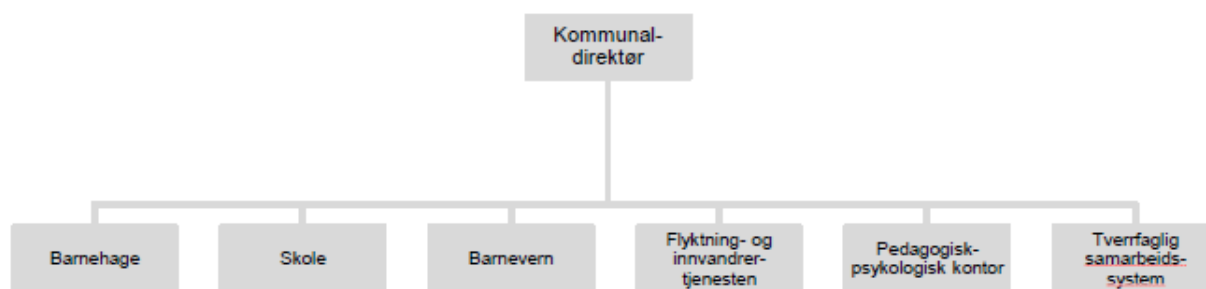 Kommunal-
direktør
Barnehage
Skole
Barnevern
Flyktning- og
innvandrer-
tjenesten
Pedagogisk-
psykologisk kontor
Tverrfaglig
samarbeids-
system